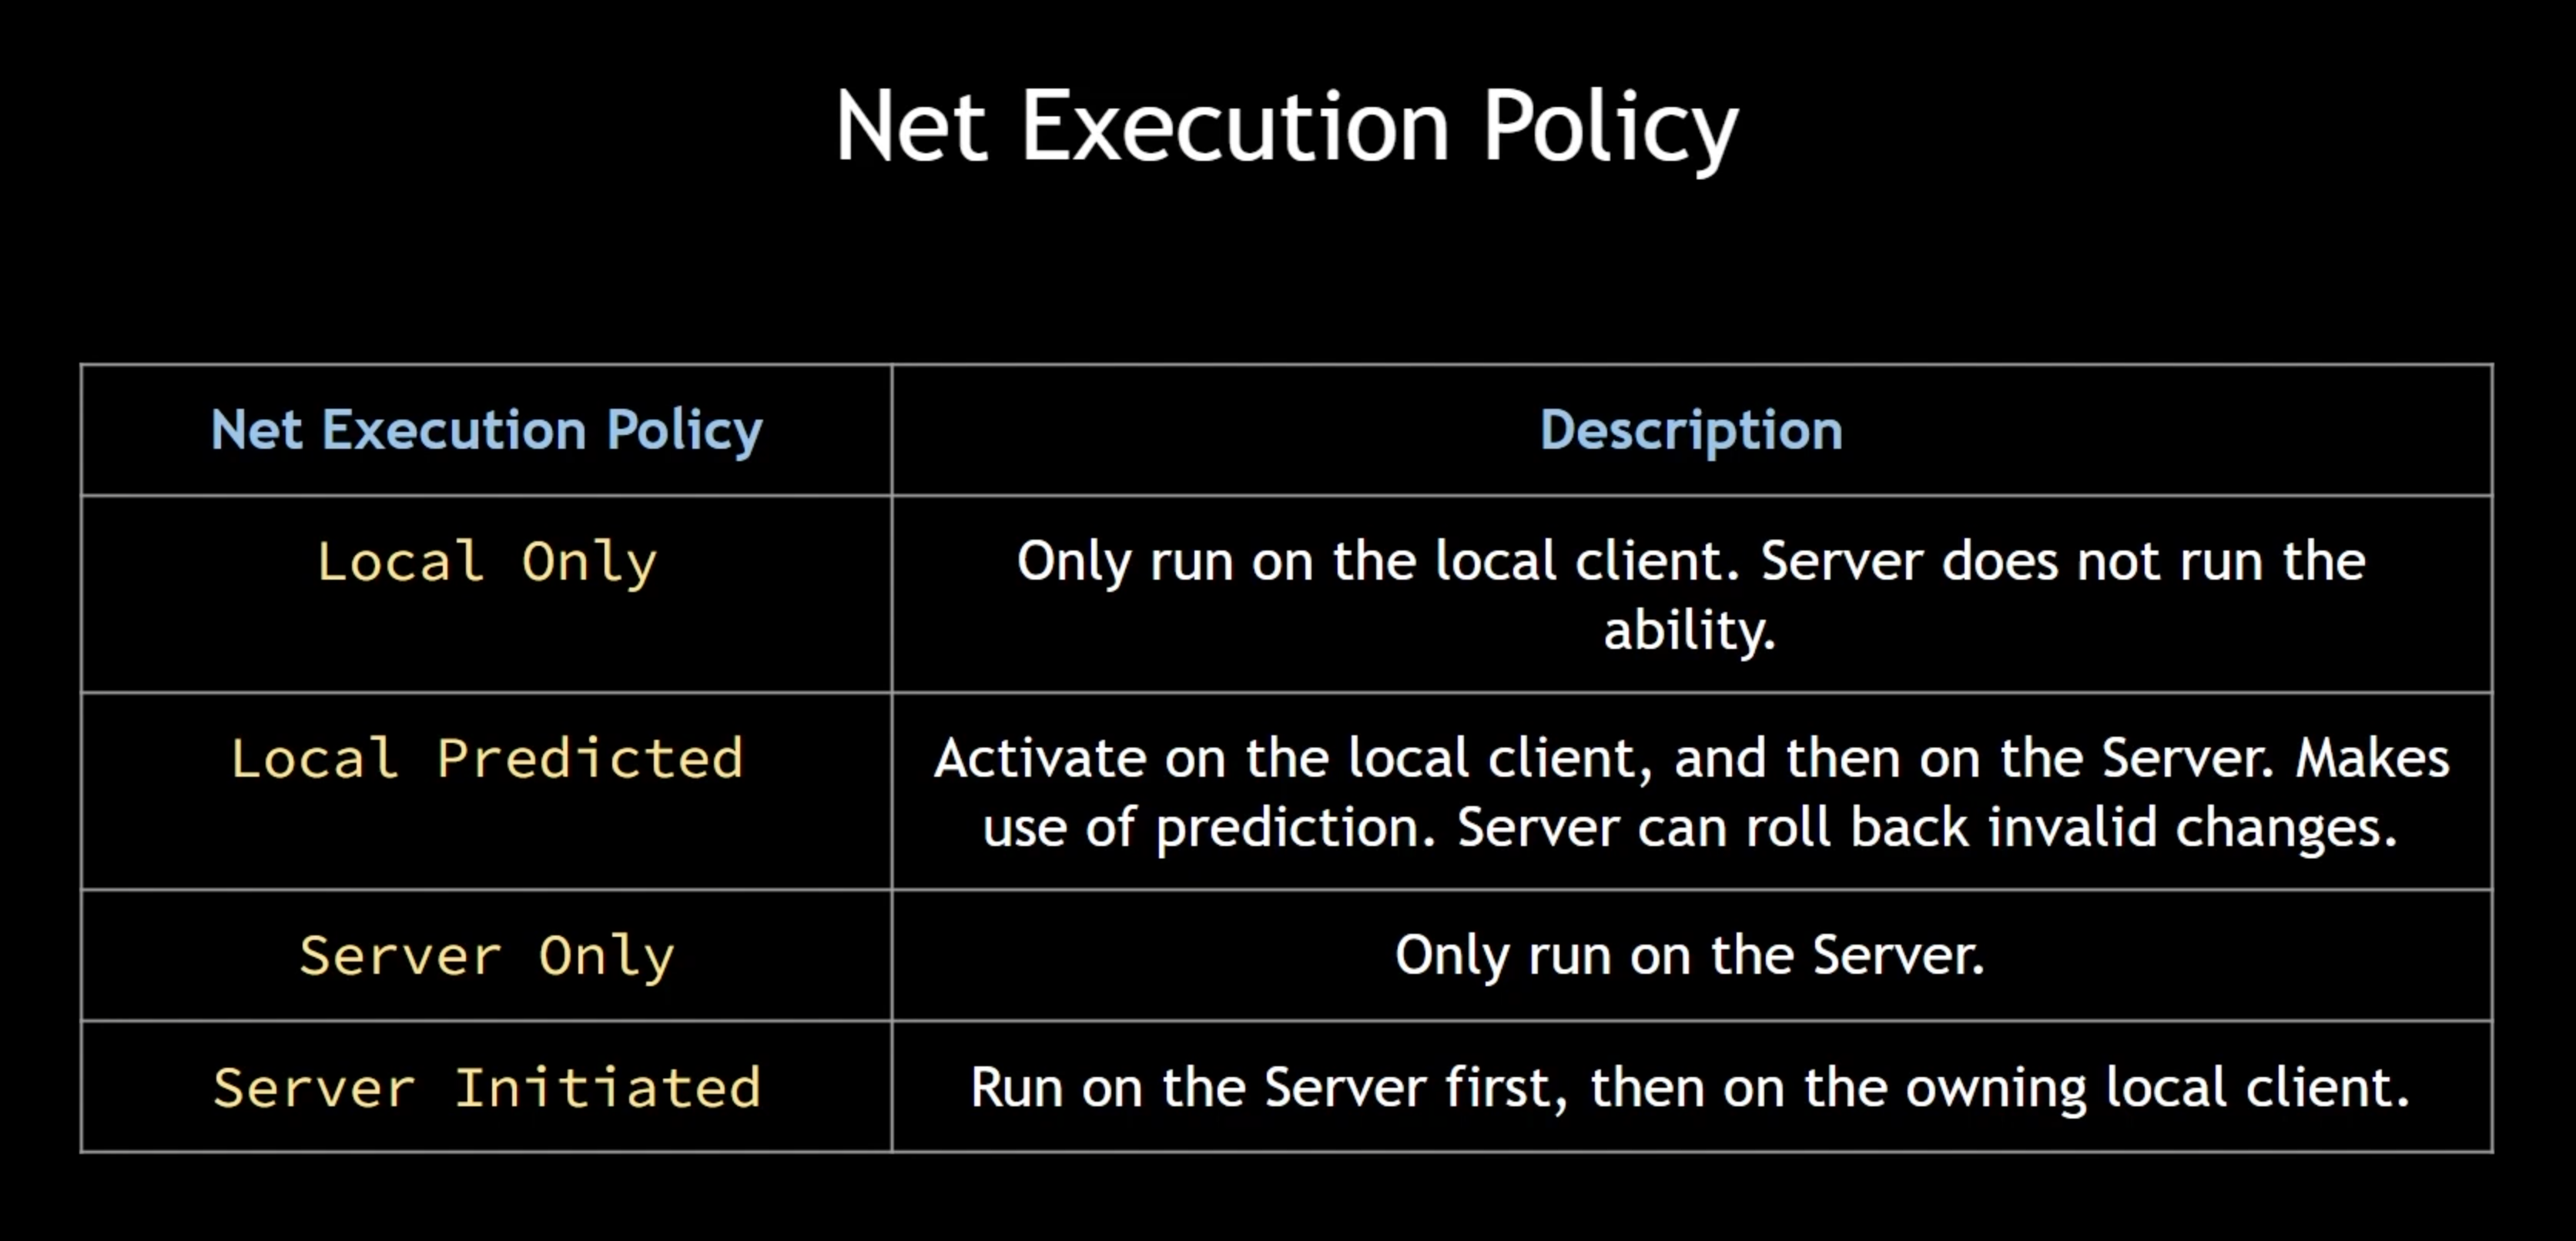 Net Execution Policy
Net Execution Policy
Description
Local Only
Only run on the local client. Server does not run the
ability.
Local Predicted
Activate on the local client, and then on the Server. Makes
use of prediction. Server can roll back invalid changes.
Server Only
Only run on the Server.
Server Initiated
Run on the Server first, then on the owning local client.